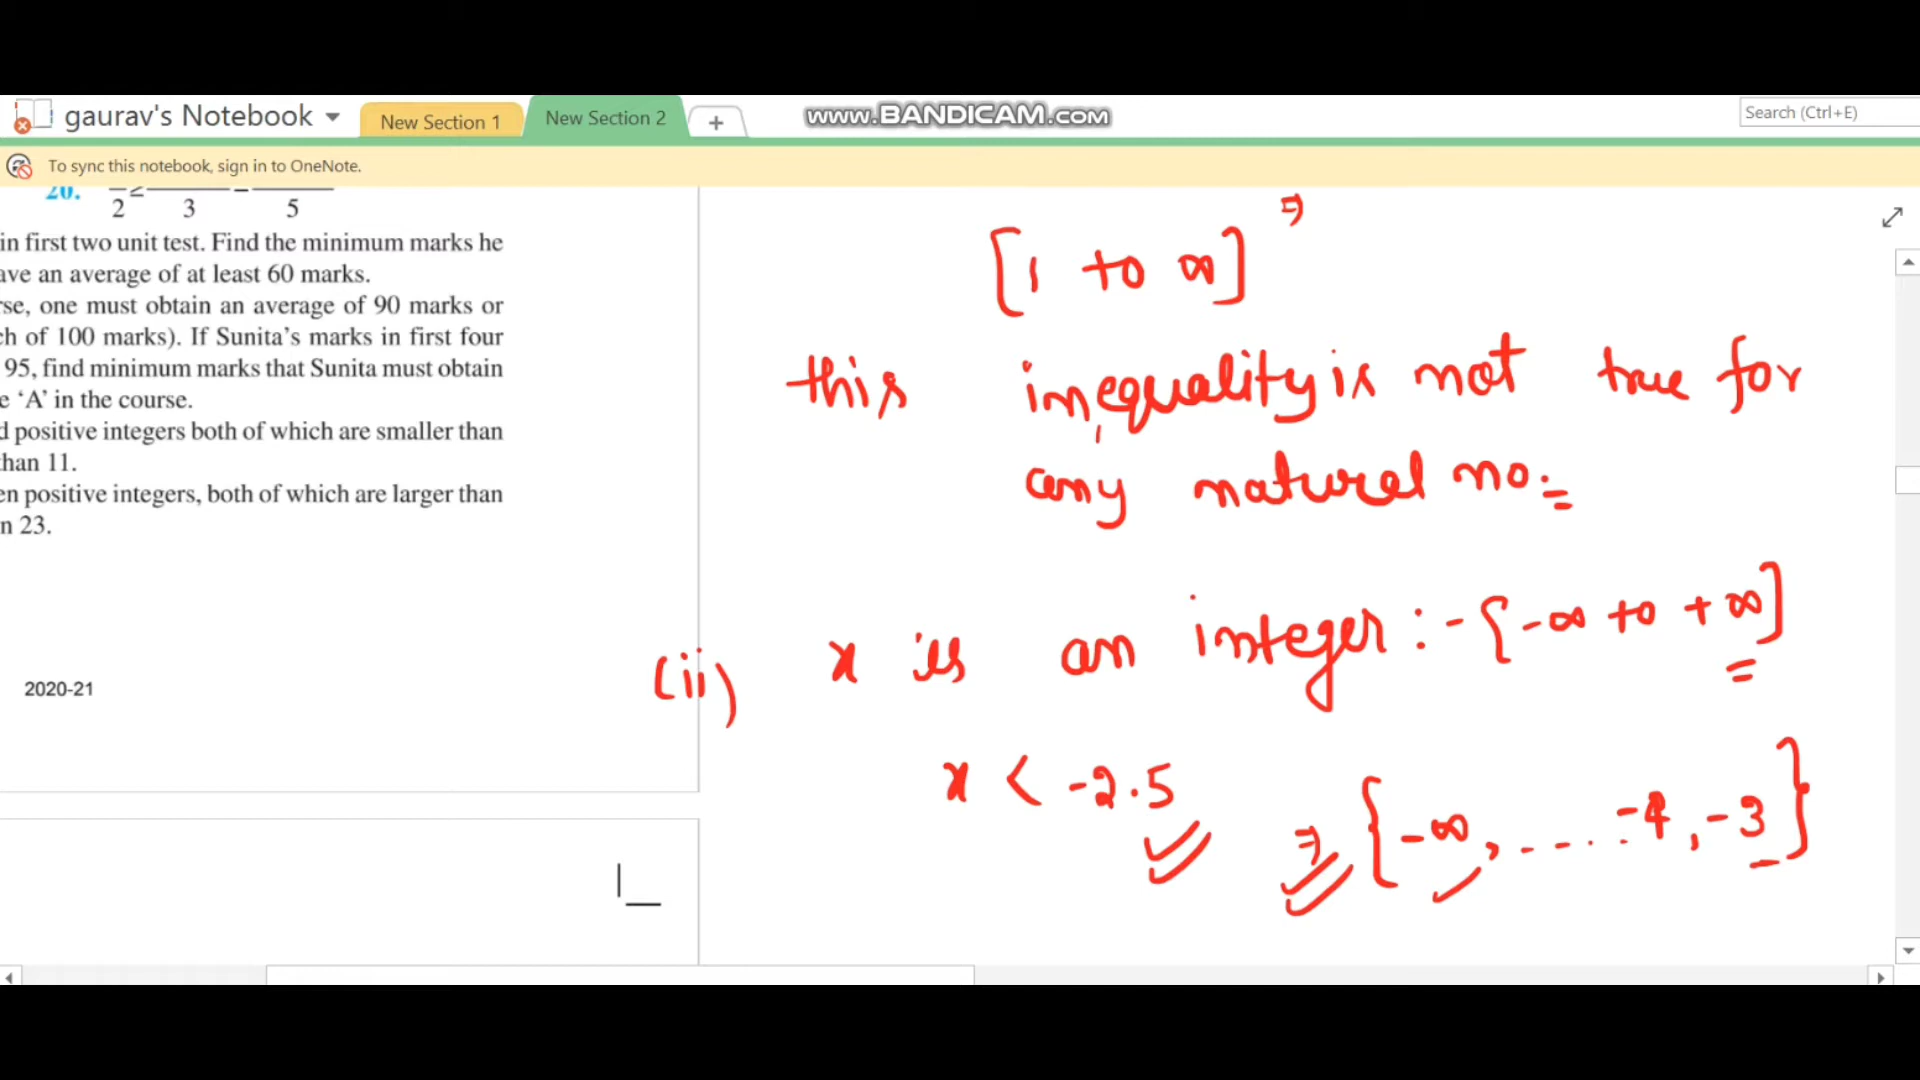 www.BANDICAM.com
gaurav's Notebook
New Section 1
New Section 2
+
Search (Ctrl+E)
To sync this notebook, sign in to OneNote.
20.
2 3 5
in first two unit test. Find the minimum marks he
ave an average of at least 60 marks.
rse, one must obtain an average of 90 marks or
ch of 100 marks). If Sunita's marks in first four
95, find minimum marks that Sunita must obtain
e 'A' in the course.
d positive integers both of which are smaller than
than 11.
en positive integers, both of which are larger than
n 23.
2020-21
[1 to ∞] ⇒
this inequality is not true for
any natural no.
(ii) x is an integer :- {-∞ to +∞]
x < -2.5
⇒ {-∞, ..... -4, -3}